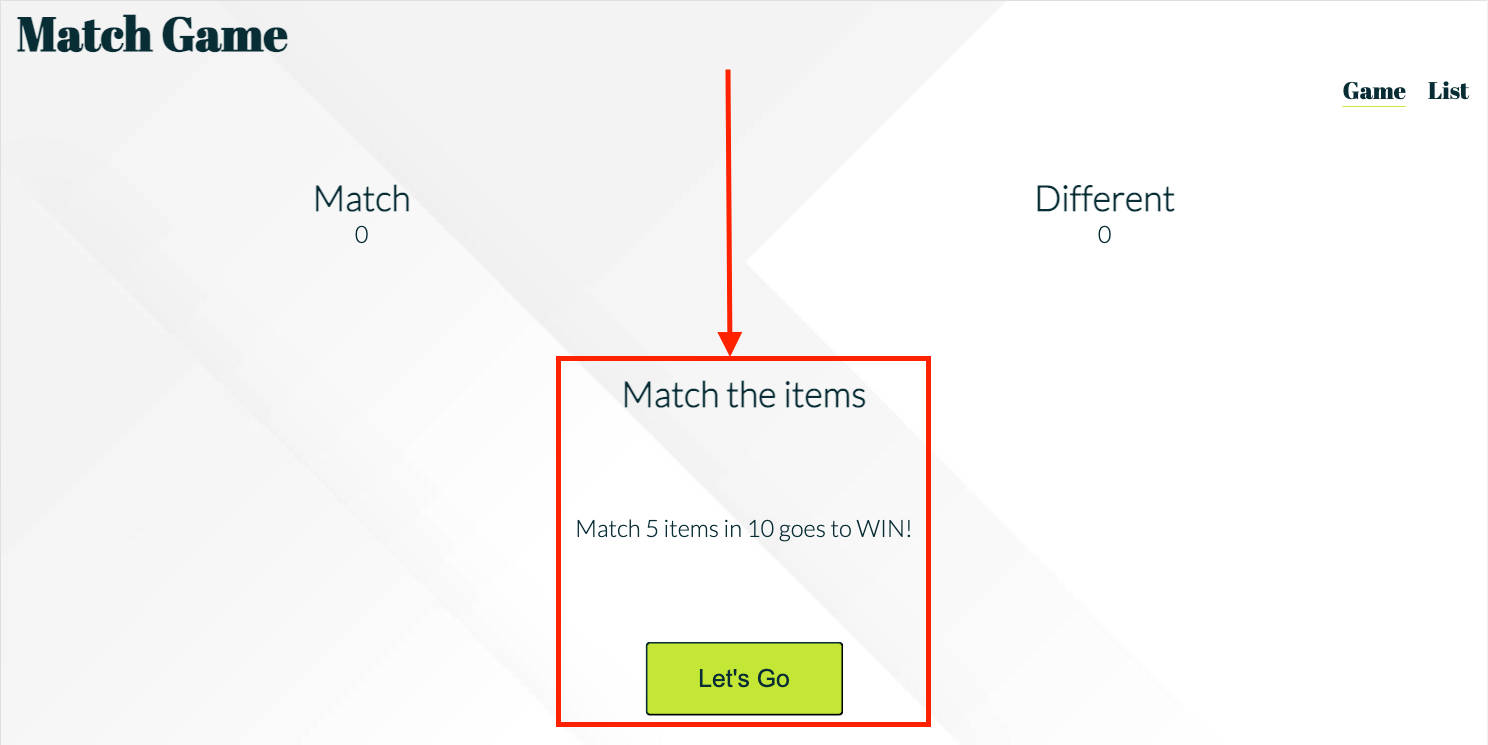 Match Game
Game List
Match Different
0 0
Match the items
Match 5 items in 10 goes to WIN!
Let's Go